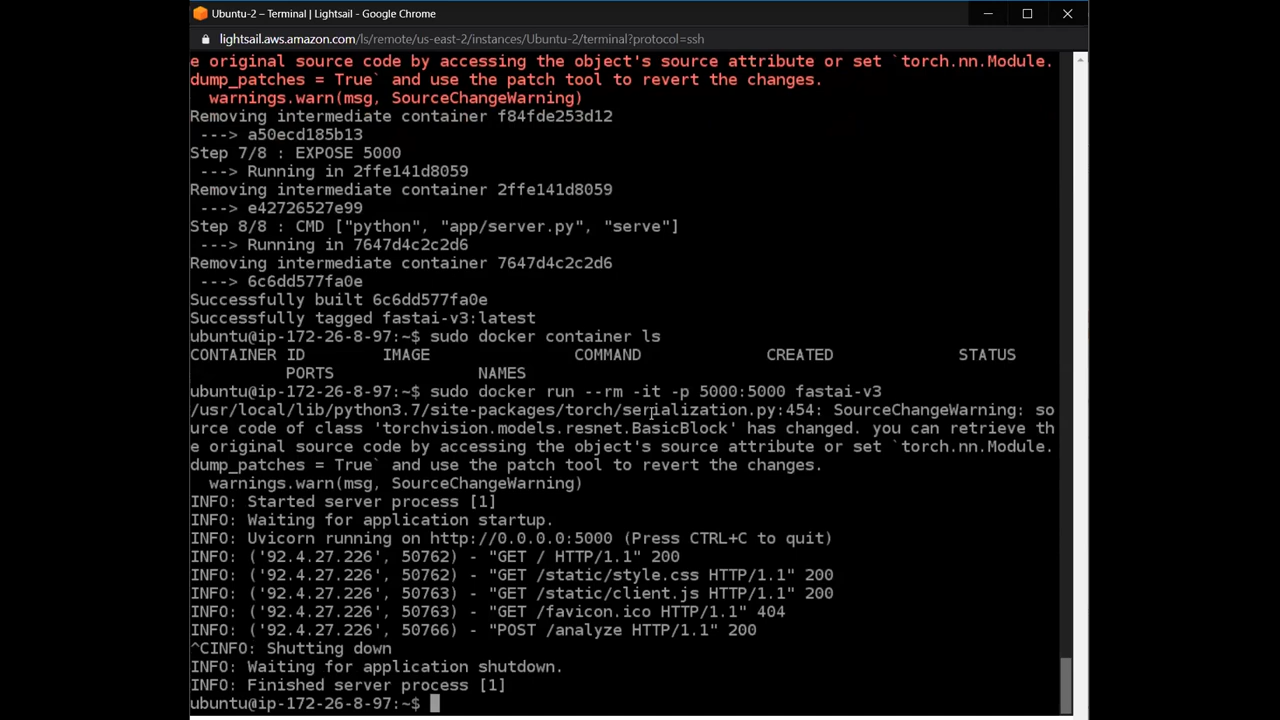 Ubuntu-2 – Terminal | Lightsail - Google Chrome
lightsail.aws.amazon.com/ls/remote/us-east-2/instances/Ubuntu-2/terminal?protocol=ssh
e original source code by accessing the object's source attribute or set `torch.nn.Module.
dump_patches = True` and use the patch tool to revert the changes.
  warnings.warn(msg, SourceChangeWarning)
Removing intermediate container f84fde253d12
 ---> a50ecd185b13
Step 7/8 : EXPOSE 5000
 ---> Running in 2ffe141d8059
Removing intermediate container 2ffe141d8059
 ---> e42726527e99
Step 8/8 : CMD ["python", "app/server.py", "serve"]
 ---> Running in 7647d4c2c2d6
Removing intermediate container 7647d4c2c2d6
 ---> 6c6dd577fa0e
Successfully built 6c6dd577fa0e
Successfully tagged fastai-v3:latest
ubuntu@ip-172-26-8-97:~$ sudo docker container ls
CONTAINER ID        IMAGE               COMMAND             CREATED             STATUS
          PORTS               NAMES
ubuntu@ip-172-26-8-97:~$ sudo docker run --rm -it -p 5000:5000 fastai-v3
/usr/local/lib/python3.7/site-packages/torch/serialization.py:454: SourceChangeWarning: so
urce code of class 'torchvision.models.resnet.BasicBlock' has changed. you can retrieve th
e original source code by accessing the object's source attribute or set `torch.nn.Module.
dump_patches = True` and use the patch tool to revert the changes.
  warnings.warn(msg, SourceChangeWarning)
INFO: Started server process [1]
INFO: Waiting for application startup.
INFO: Uvicorn running on http://0.0.0.0:5000 (Press CTRL+C to quit)
INFO: ('92.4.27.226', 50762) - "GET / HTTP/1.1" 200
INFO: ('92.4.27.226', 50762) - "GET /static/style.css HTTP/1.1" 200
INFO: ('92.4.27.226', 50763) - "GET /static/client.js HTTP/1.1" 200
INFO: ('92.4.27.226', 50763) - "GET /favicon.ico HTTP/1.1" 404
INFO: ('92.4.27.226', 50766) - "POST /analyze HTTP/1.1" 200
^CINFO: Shutting down
INFO: Waiting for application shutdown.
INFO: Finished server process [1]
ubuntu@ip-172-26-8-97:~$